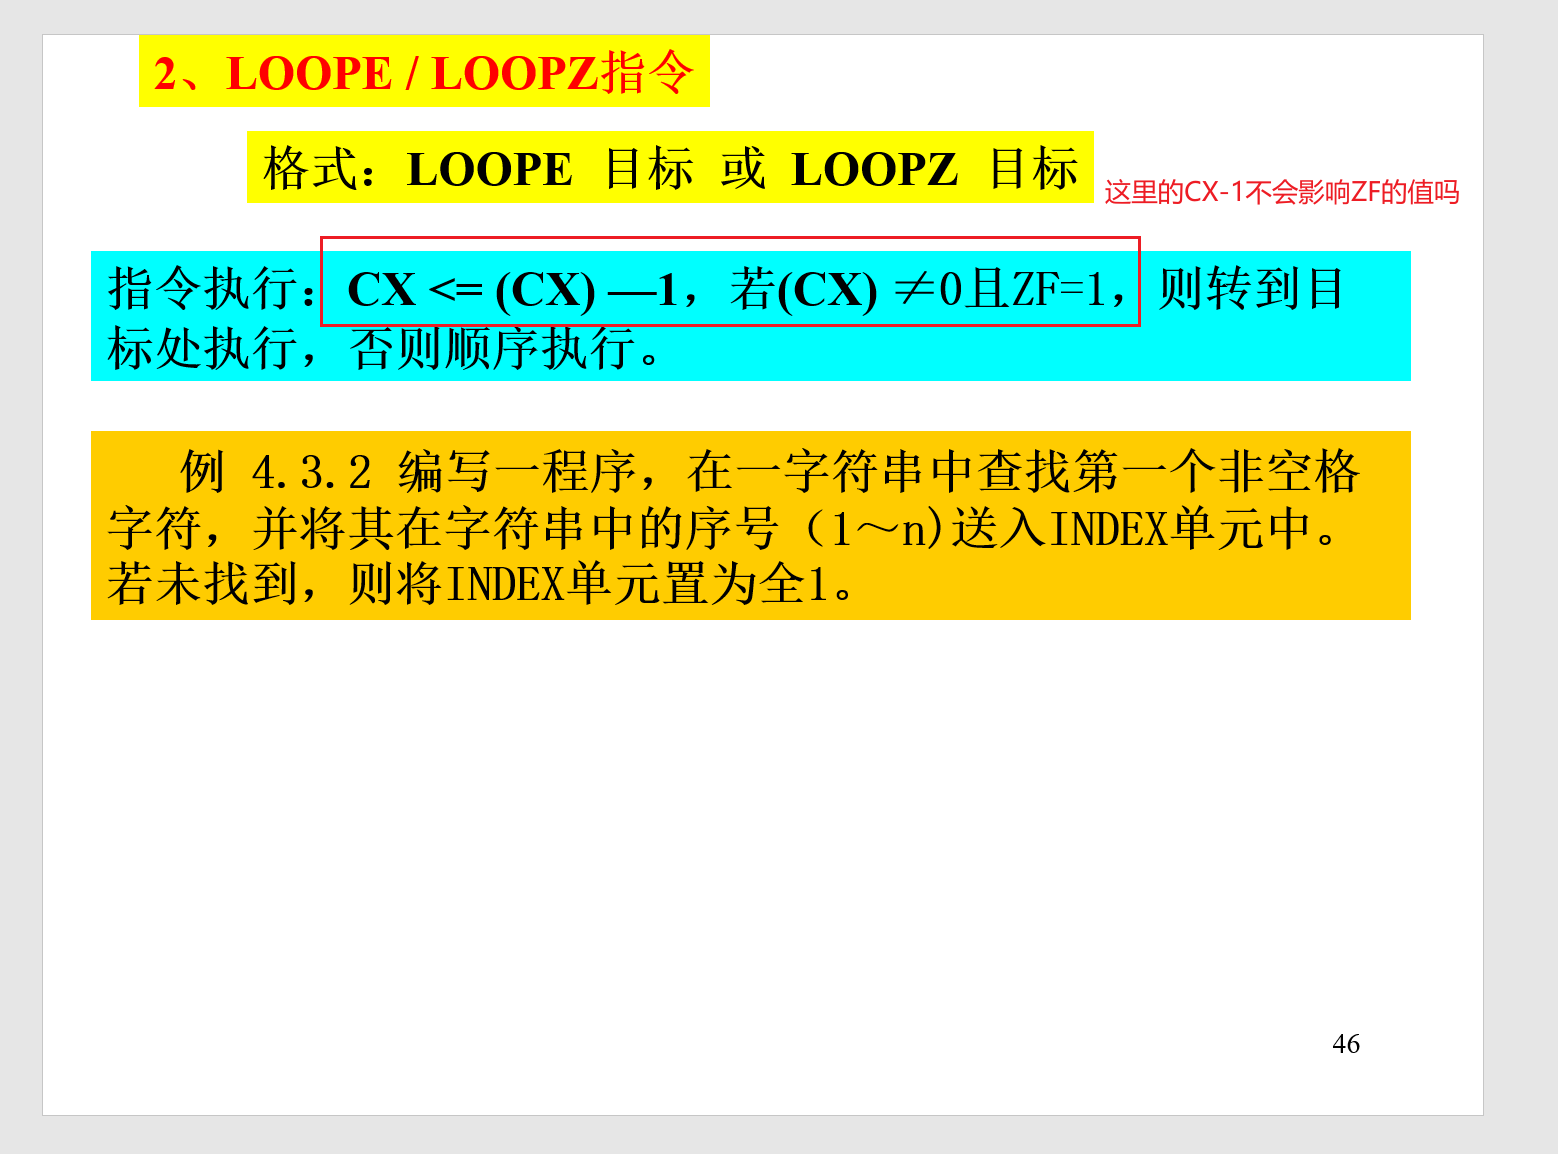 2、LOOPE / LOOPZ指令
格式：LOOPE 目标 或 LOOPZ 目标
这里的CX-1不会影响ZF的值吗
指令执行：CX <= (CX) —1，若(CX) ≠0且ZF=1，则转到目
标处执行，否则顺序执行。
例 4.3.2 编写一程序，在一字符串中查找第一个非空格
字符，并将其在字符串中的序号（1～n)送入INDEX单元中。
若未找到，则将INDEX单元置为全1。
46